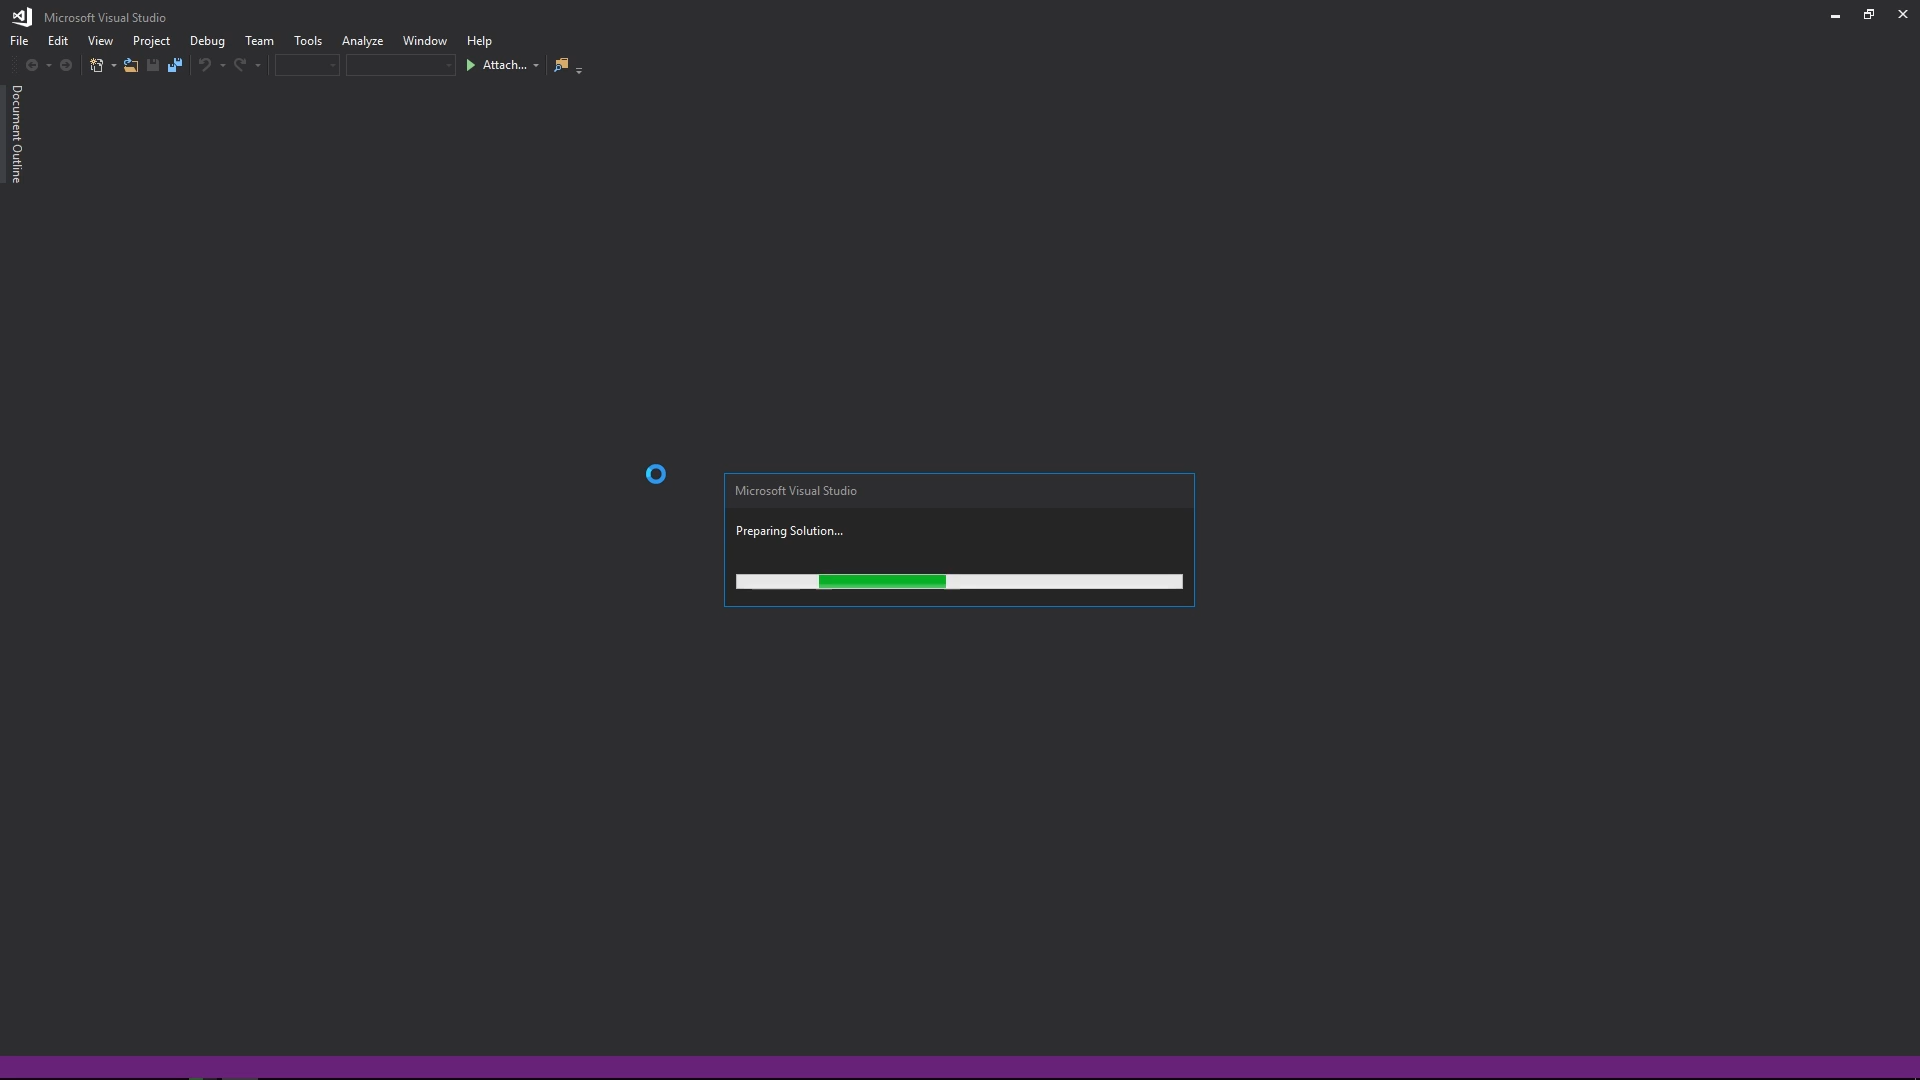 Microsoft Visual Studio
File Edit View Project Debug Team Tools Analyze Window Help
Attach...
Document Outline
Microsoft Visual Studio
Preparing Solution...